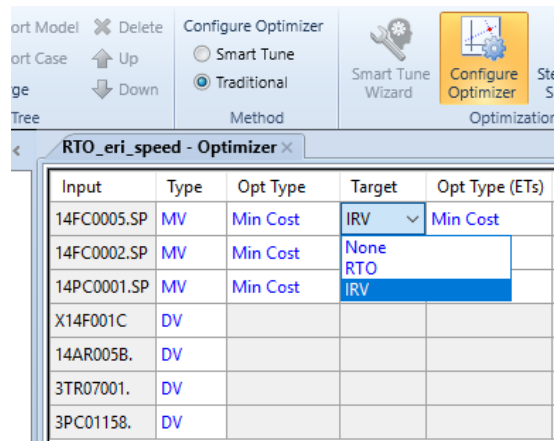 ort Model Delete Configure Optimizer
ort Case Up Smart Tune
ge Down Traditional
Smart Tune Wizard
Configure Optimizer
Ste
S
Tree Method Optimization
RTO_eri_speed - Optimizer
Input Type Opt Type Target Opt Type (ETs)
14FC0005.SP MV Min Cost IRV Min Cost
14FC0002.SP MV Min Cost None
RTO
14PC0001.SP MV Min Cost IRV
X14F001C DV
14AR005B. DV
3TR07001. DV
3PC01158. DV